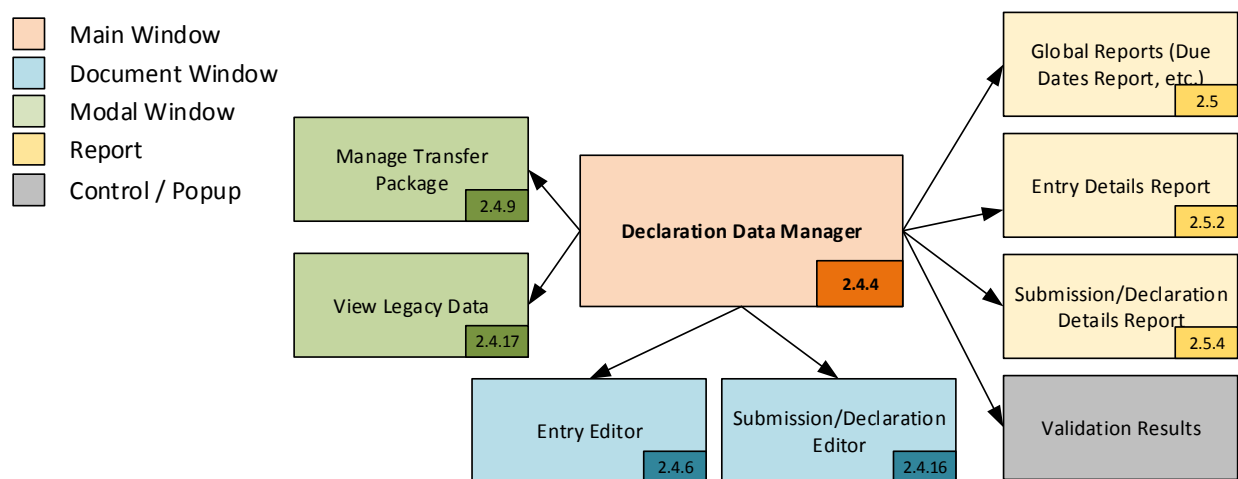 Main Window
Document Window
Modal Window
Report
Control / Popup
Manage Transfer
Package
2.4.9
View Legacy Data
2.4.17
Declaration Data Manager
2.4.4
Entry Editor
2.4.6
Submission/Declaration
Editor
2.4.16
Global Reports (Due
Dates Report, etc.)
2.5
Entry Details Report
2.5.2
Submission/Declaration
Details Report
2.5.4
Validation Results